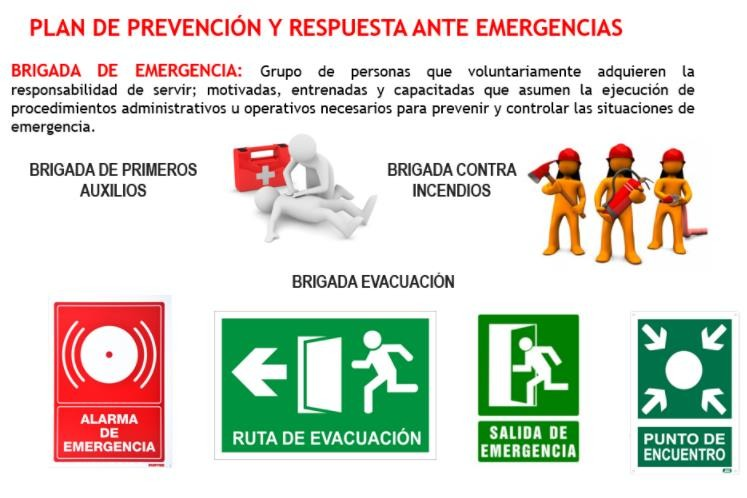 PLAN DE PREVENCIÓN Y RESPUESTA ANTE EMERGENCIAS
BRIGADA DE EMERGENCIA: Grupo de personas que voluntariamente adquieren la
responsabilidad de servir; motivadas, entrenadas y capacitadas que asumen la ejecución de
procedimientos administrativos u operativos necesarios para prevenir y controlar las situaciones de
emergencia.
BRIGADA DE PRIMEROS
AUXILIOS
BRIGADA CONTRA
INCENDIOS
BRIGADA EVACUACIÓN
ALARMA
DE
EMERGENCIA
RUTA DE EVACUACIÓN
SALIDA DE
EMERGENCIA
PUNTO DE
ENCUENTRO